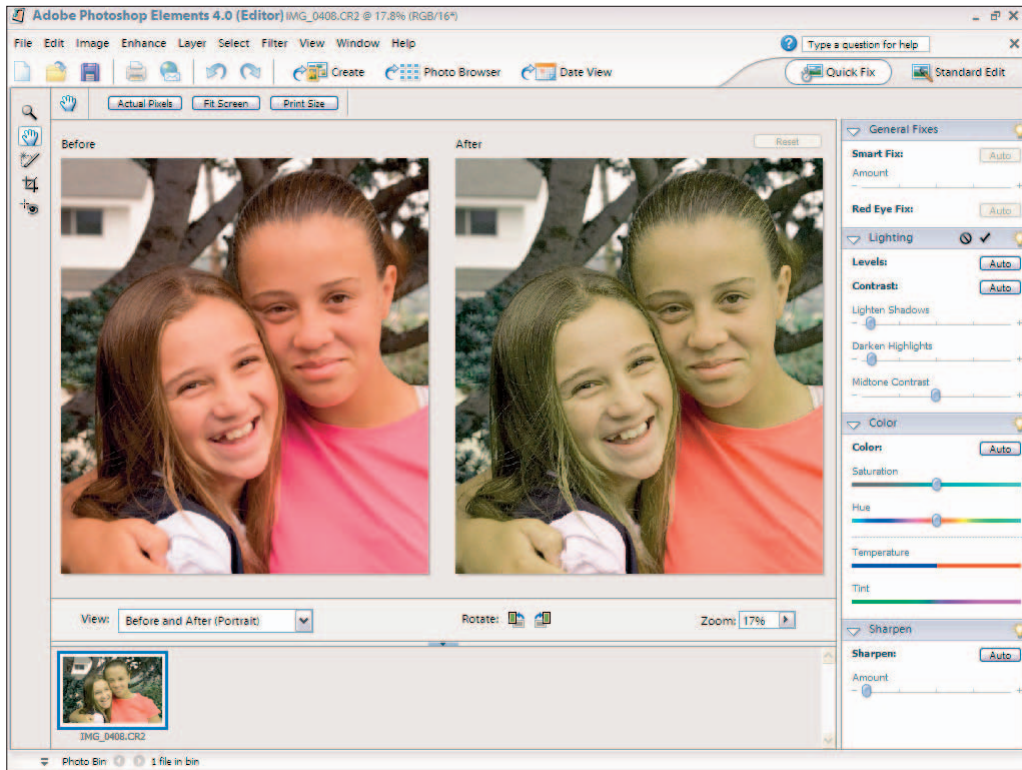 Adobe Photoshop Elements 4.0 (Editor) IMG_0408.CR2 @ 17.8% (RGB/16*)
File Edit Image Enhance Layer Select Filter View Window Help
Type a question for help
Create Photo Browser Date View
Quick Fix Standard Edit
Actual Pixels Fit Screen Print Size
Before
After
Reset
General Fixes
Smart Fix: Auto
Amount
Red Eye Fix: Auto
Lighting
Levels: Auto
Contrast: Auto
Lighten Shadows
Darken Highlights
Midtone Contrast
Color
Color: Auto
Saturation
Hue
Temperature
Tint
Sharpen
Sharpen: Auto
Amount
View: Before and After (Portrait)
Rotate:
Zoom: 17%
IMG_0408.CR2
Photo Bin 1 file in bin